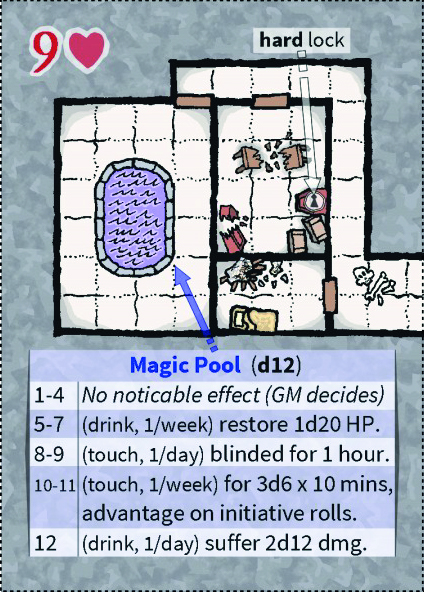 9♥
hard lock
Magic Pool (d12)
1-4 No noticable effect (GM decides)
5-7 (drink, 1/week) restore 1d20 HP.
8-9 (touch, 1/day) blinded for 1 hour.
10-11 (touch, 1/week) for 3d6 x 10 mins,
advantage on initiative rolls.
12 (drink, 1/day) suffer 2d12 dmg.